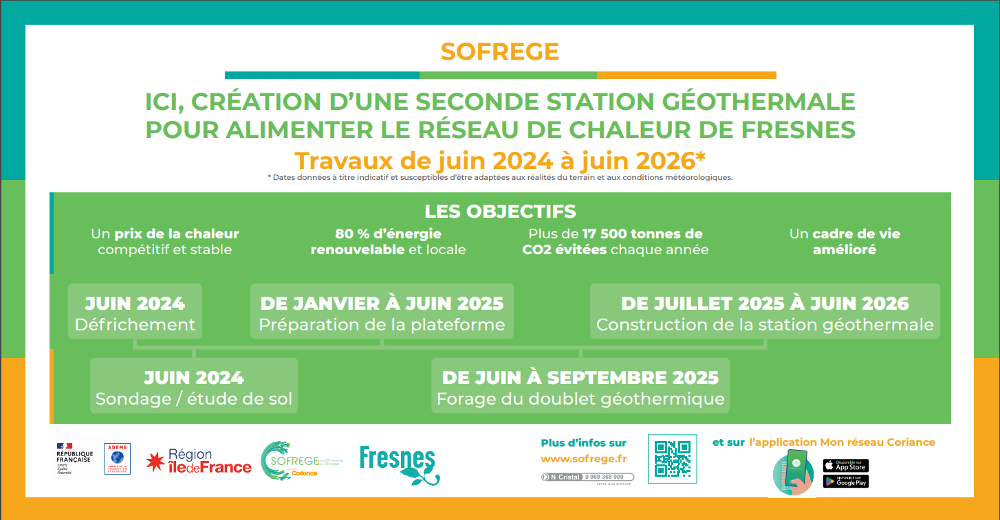 SOFREGE
ICI, CRÉATION D’UNE SECONDE STATION GÉOTHERMALE
POUR ALIMENTER LE RÉSEAU DE CHALEUR DE FRESNES
Travaux de juin 2024 à juin 2026*
* Dates données à titre indicatif et susceptibles d’être adaptées aux réalités du terrain et aux conditions météorologiques.
LES OBJECTIFS
Un prix de la chaleur
compétitif et stable
80 % d’énergie
renouvelable et locale
Plus de 17 500 tonnes de
CO2 évitées chaque année
Un cadre de vie
amélioré
JUIN 2024
Défrichement
DE JANVIER À JUIN 2025
Préparation de la plateforme
DE JUILLET 2025 À JUIN 2026
Construction de la station géothermale
JUIN 2024
Sondage / étude de sol
DE JUIN À SEPTEMBRE 2025
Forage du doublet géothermique
RÉPUBLIQUE
FRANÇAISE
Liberté
Égalité
Fraternité
ADEME
AGENCE DE LA
TRANSITION
ÉCOLOGIQUE
Région
îledeFrance
SOFREGE
Coriance
Fresnes
Plus d’infos sur
www.sofrege.fr
N Cristal 0 969 368 909
APPEL NON SURTAXÉ
et sur l’application Mon réseau Coriance
Disponible sur
App Store
DISPONIBLE SUR
Google Play